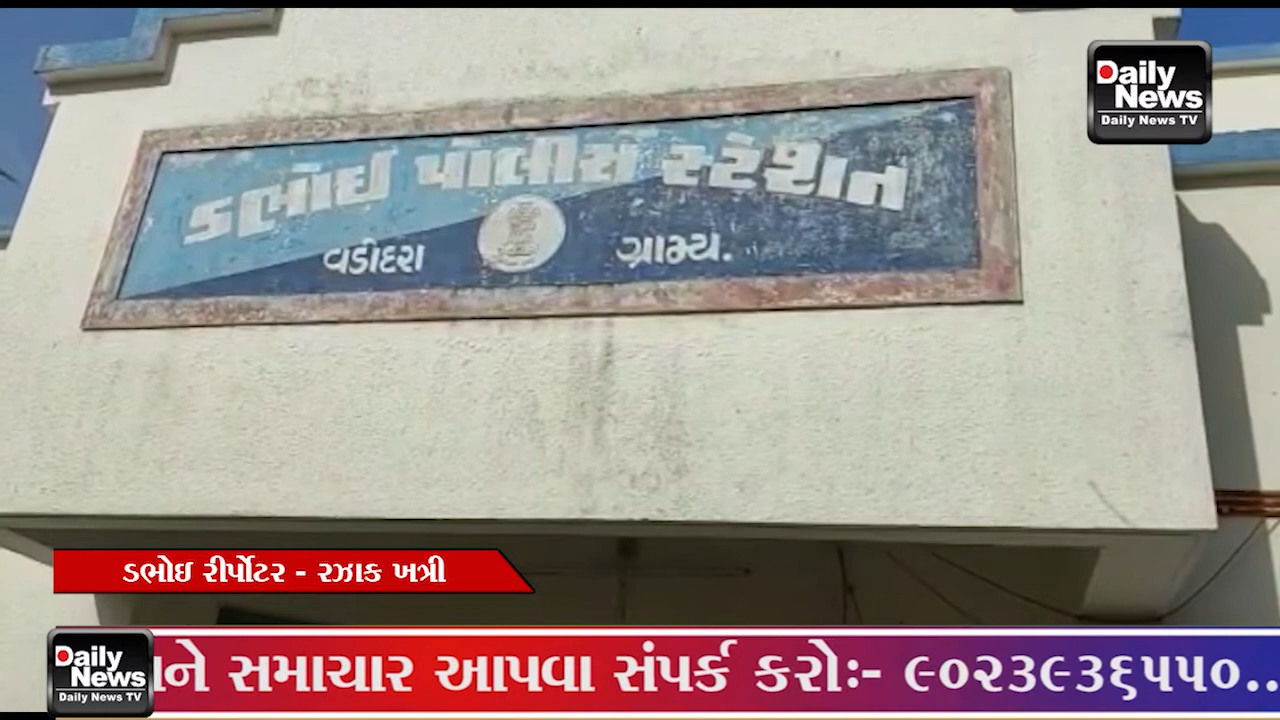 ડભોઈ પોલીસ સ્ટેશન
વડોદરા ગ્રામ્ય.
Daily
News
Daily News TV
ડભોઇ રીર્પોટર - રઝાક ખત્રી
Daily
News
Daily News TV
ને સમાચાર આપવા સંપર્ક કરોઃ- ૯૦૨૩૯૩૬૫૫૦..